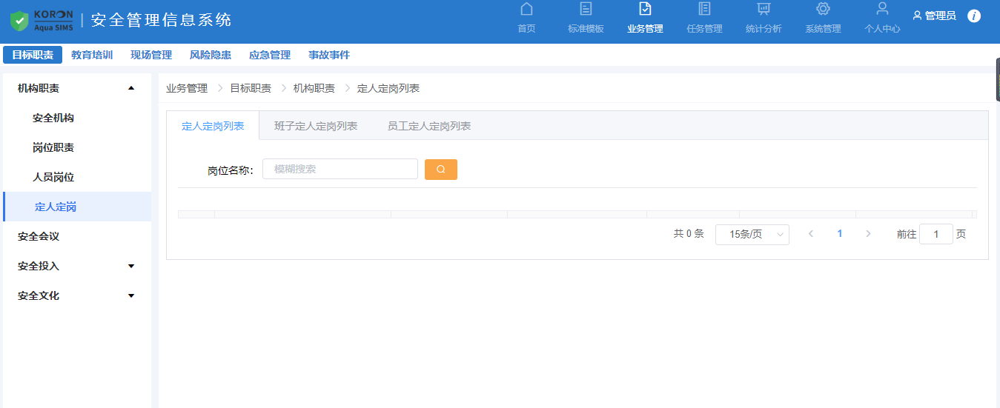 KORON
Aqua SIMS
安全管理信息系统
首页
标准模板
业务管理
任务管理
统计分析
系统管理
个人中心
管理员
目标职责
教育培训
现场管理
风险隐患
应急管理
事故事件
机构职责
安全机构
岗位职责
人员岗位
定人定岗
安全会议
安全投入
安全文化
业务管理 > 目标职责 > 机构职责 > 定人定岗列表
定人定岗列表
班子定人定岗列表
员工定人定岗列表
岗位名称: 模糊搜索
共 0 条 15条/页 < 1 > 前往 1 页